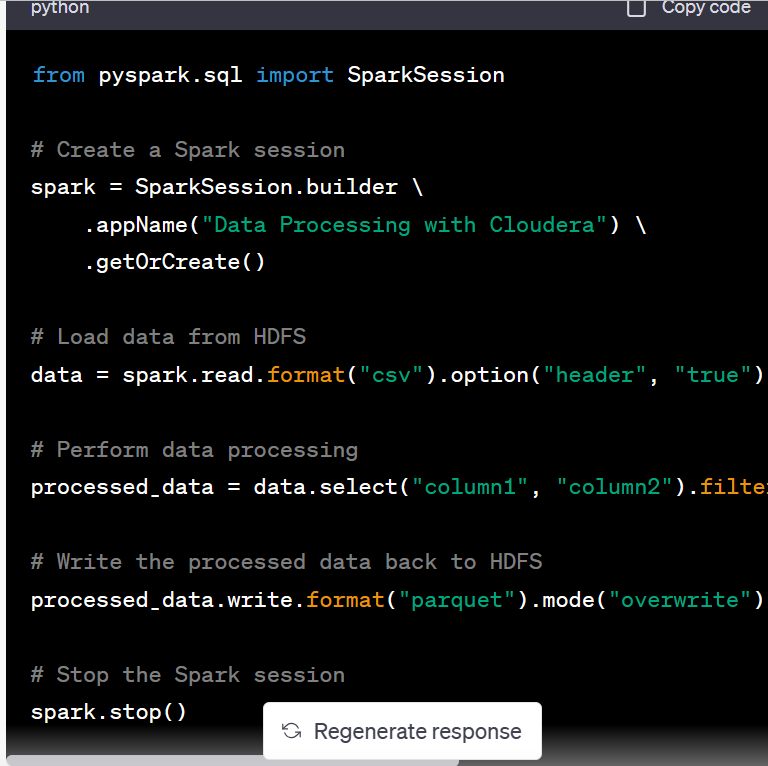 python
Copy code
from pyspark.sql import SparkSession
# Create a Spark session
spark = SparkSession.builder \
    .appName("Data Processing with Cloudera") \
    .getOrCreate()
# Load data from HDFS
data = spark.read.format("csv").option("header", "true")
# Perform data processing
processed_data = data.select("column1", "column2").filte
# Write the processed data back to HDFS
processed_data.write.format("parquet").mode("overwrite")
# Stop the Spark session
spark.stop()
Regenerate response